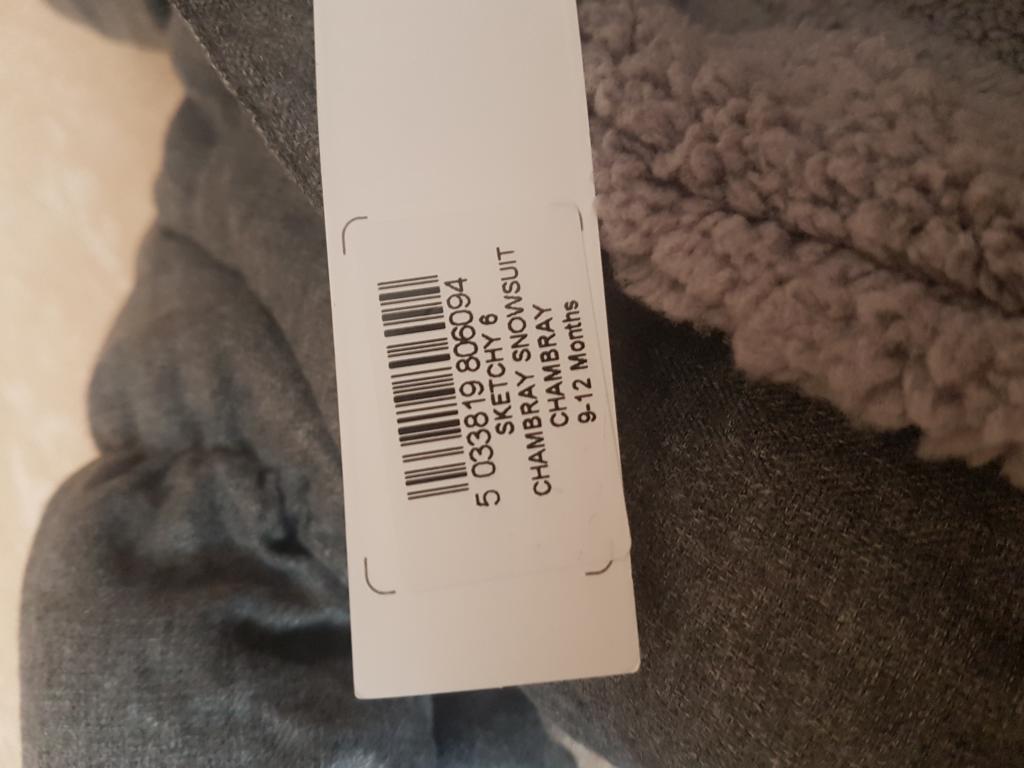 5 033819 806094
SKETCHY 6
CHAMBRAY SNOWSUIT
CHAMBRAY
9-12 Months